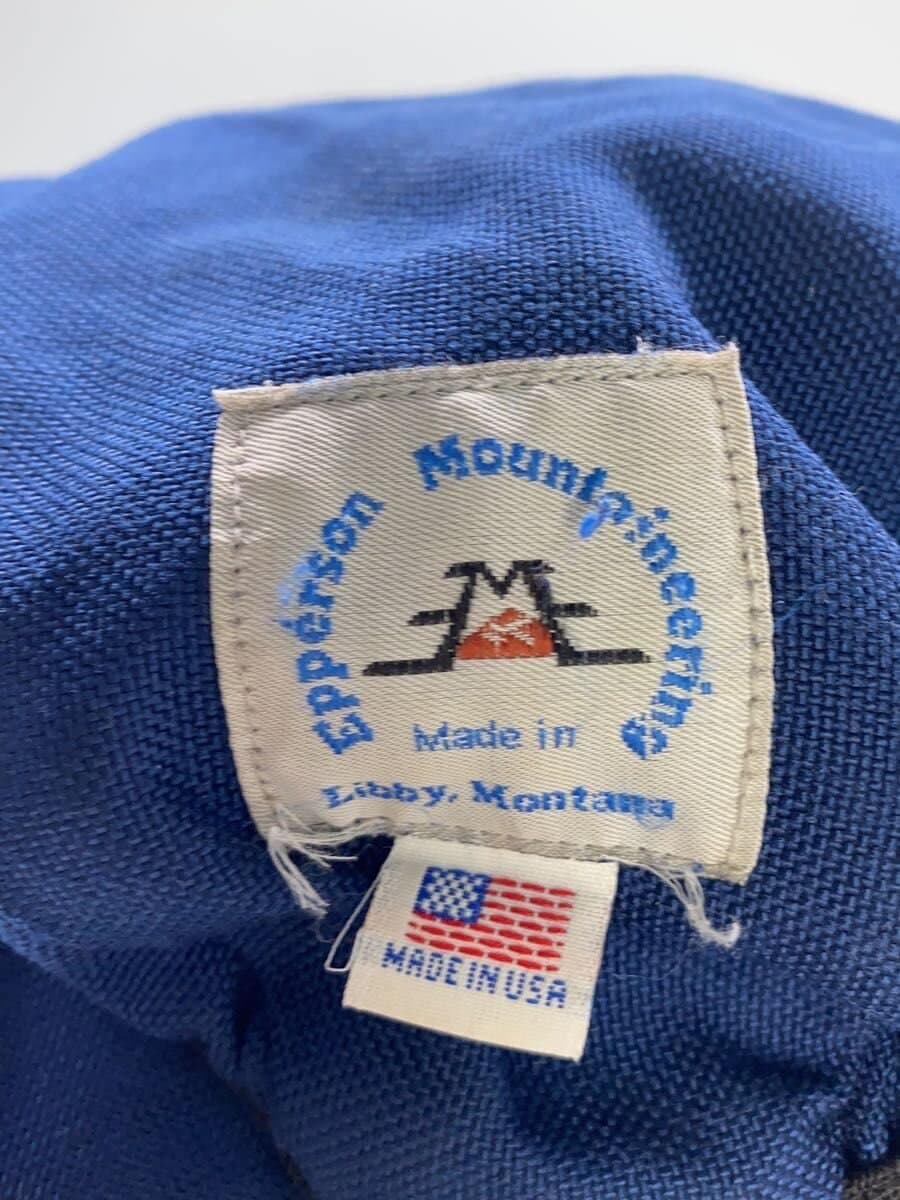 Epperson Mountaineering
Made in
Libby, Montana
MADE IN USA